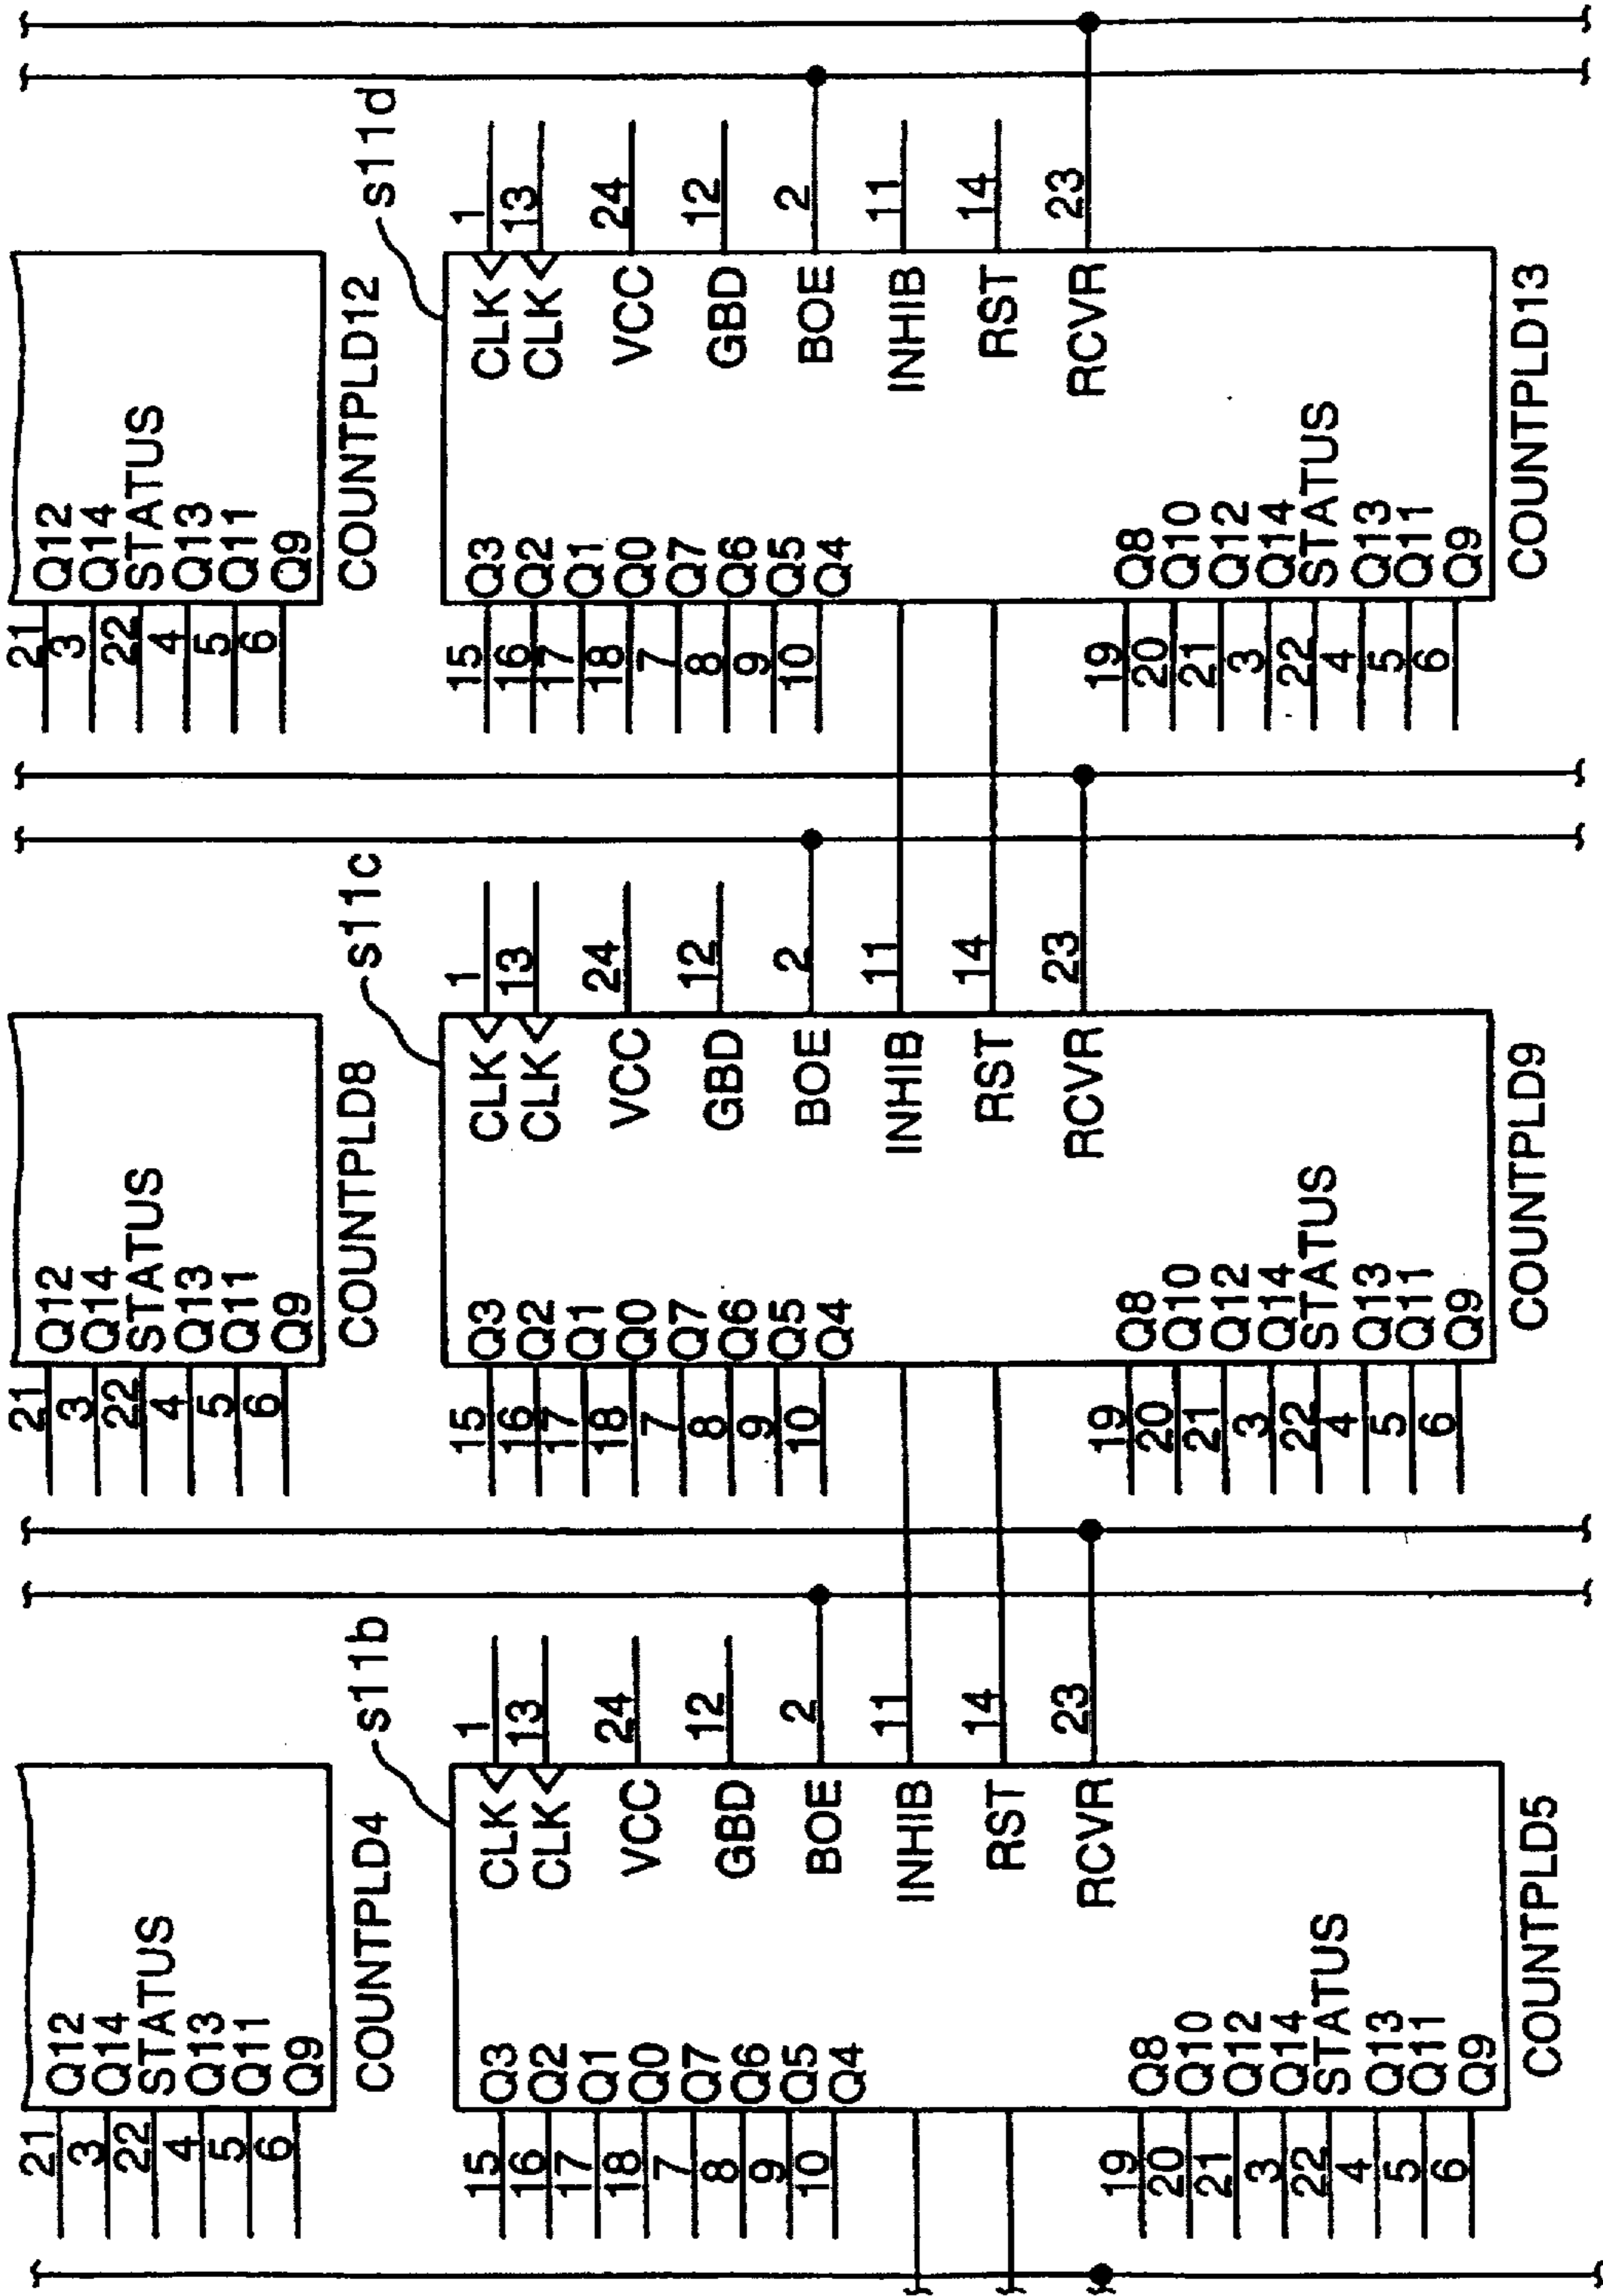 21 Q12
3 Q14
22 STATUS
4 Q13
5 Q11
6 Q9
COUNTPLD4
21 Q12
3 Q14
22 STATUS
4 Q13
5 Q11
6 Q9
COUNTPLD8
21 Q12
3 Q14
22 STATUS
4 Q13
5 Q11
6 Q9
COUNTPLD12
s11b
15 Q3 CLK 1
16 Q2 CLK 13
17 Q1
18 Q0 VCC 24
7 Q7
8 Q6 GBD 12
9 Q5
10 Q4 BOE 2
INHIB 11
RST 14
RCVR 23
19 Q8
20 Q10
21 Q12
3 Q14
22 STATUS
4 Q13
5 Q11
6 Q9
COUNTPLD5
s11c
15 Q3 CLK 1
16 Q2 CLK 13
17 Q1
18 Q0 VCC 24
7 Q7
8 Q6 GBD 12
9 Q5
10 Q4 BOE 2
INHIB 11
RST 14
RCVR 23
19 Q8
20 Q10
21 Q12
3 Q14
22 STATUS
4 Q13
5 Q11
6 Q9
COUNTPLD9
s11d
15 Q3 CLK 1
16 Q2 CLK 13
17 Q1
18 Q0 VCC 24
7 Q7
8 Q6 GBD 12
9 Q5
10 Q4 BOE 2
INHIB 11
RST 14
RCVR 23
19 Q8
20 Q10
21 Q12
3 Q14
22 STATUS
4 Q13
5 Q11
6 Q9
COUNTPLD13